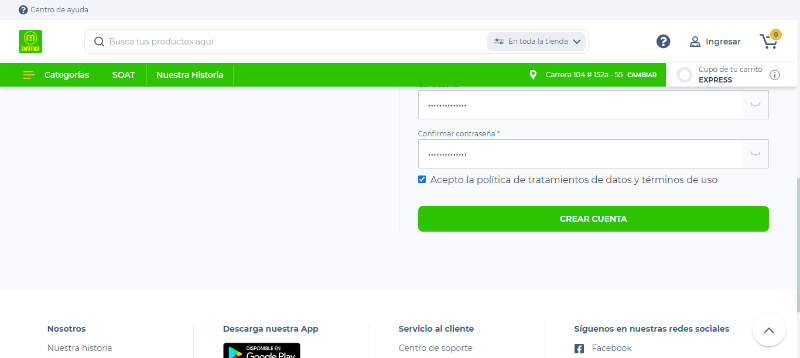 Centro de ayuda
Busca tus productos aquí
En toda la tienda
Ingresar
0
Categorías
SOAT
Nuestra Historia
Carrera 104 # 152a - 55 CAMBIAR
Cupo de tu carrito
EXPRESS
••••••••••••••
Confirmar contraseña *
••••••••••••••
Acepto la política de tratamientos de datos y términos de uso
CREAR CUENTA
Nosotros
Descarga nuestra App
Servicio al cliente
Síguenos en nuestras redes sociales
Nuestra historia
DISPONIBLE EN
Google Play
Centro de soporte
Facebook